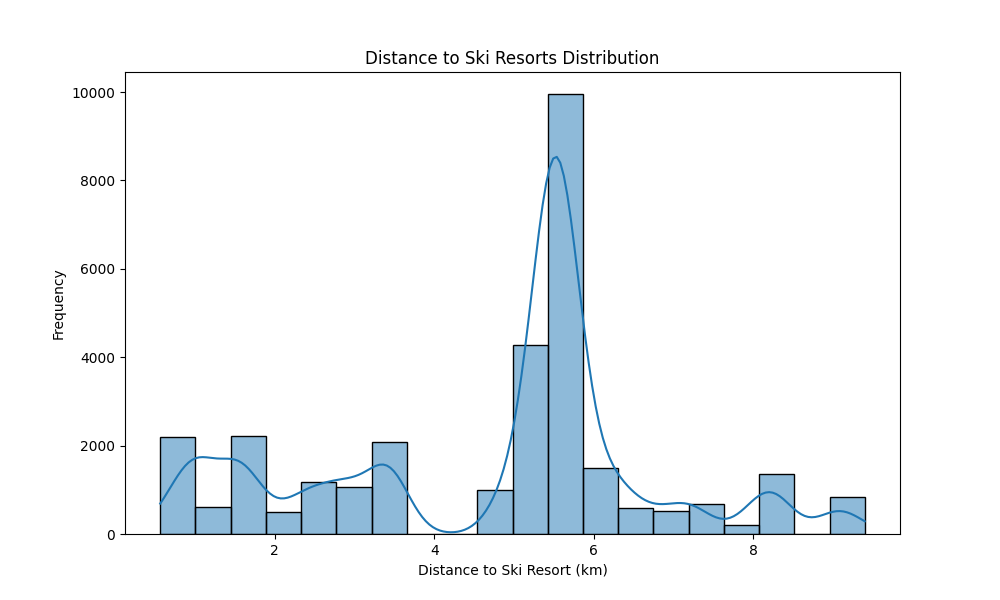 Distance to Ski Resorts Distribution
10000
8000
6000
4000
2000
0
Frequency
2 4 6 8
Distance to Ski Resort (km)